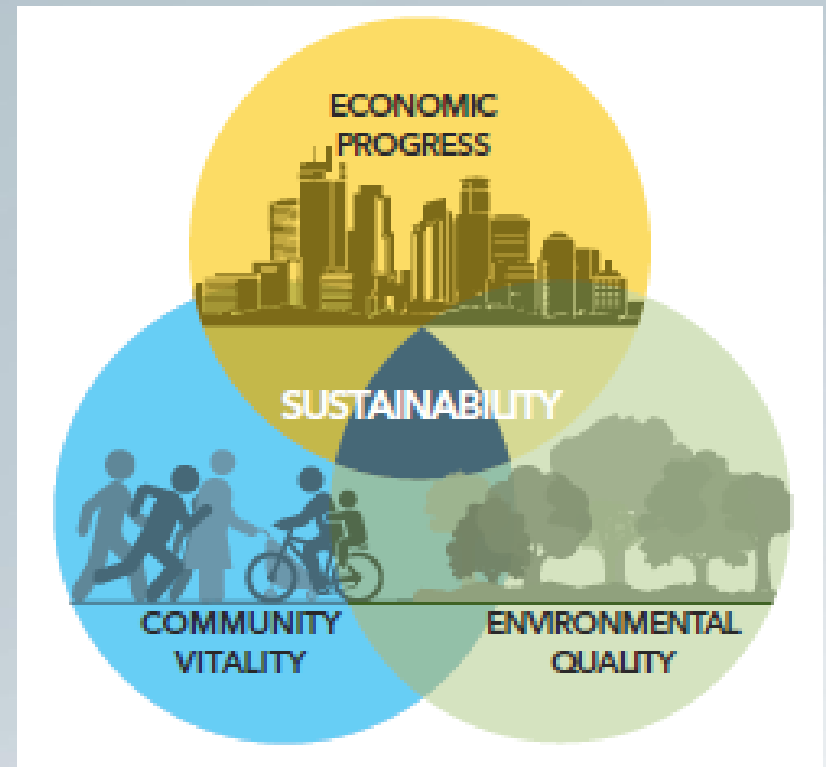 ECONOMIC
PROGRESS
SUSTAINABILITY
COMMUNITY
VITALITY
ENVIRONMENTAL
QUALITY